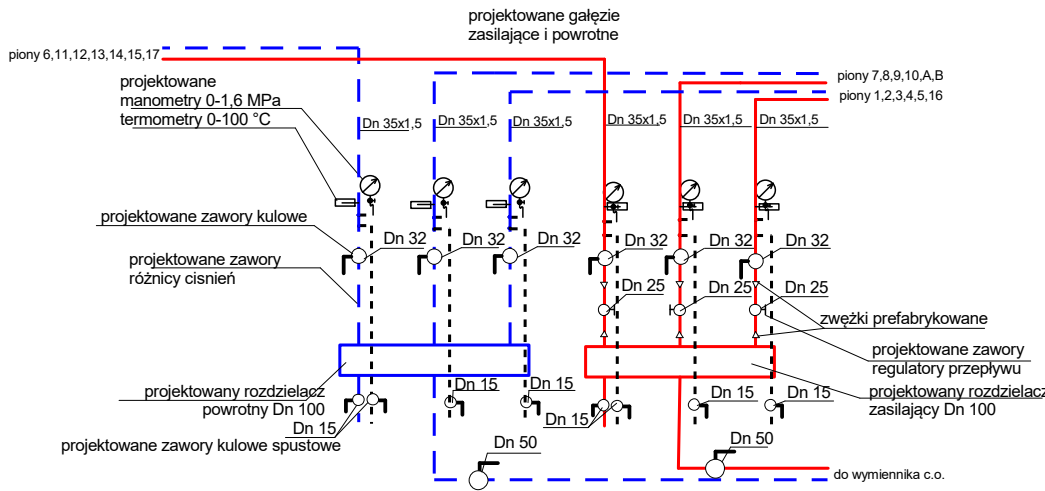 projektowane gałęzie
zasilające i powrotne
piony 6,11,12,13,14,15,17
piony 7,8,9,10,A,B
piony 1,2,3,4,5,16
projektowane
manometry 0-1,6 MPa
termometry 0-100 °C
Dn 35x1,5
Dn 35x1,5
Dn 35x1,5
Dn 35x1,5
Dn 35x1,5
Dn 35x1,5
projektowane zawory kulowe
Dn 32
Dn 32
Dn 32
Dn 32
Dn 32
Dn 32
projektowane zawory
różnicy cisnień
Dn 25
Dn 25
Dn 25
zwężki prefabrykowane
projektowane zawory
regulatory przepływu
projektowany rozdzielacz
powrotny Dn 100
projektowany rozdzielacz
zasilający Dn 100
Dn 15
Dn 15
Dn 15
Dn 15
Dn 15
Dn 15
projektowane zawory kulowe spustowe
Dn 50
Dn 50
do wymiennika c.o.